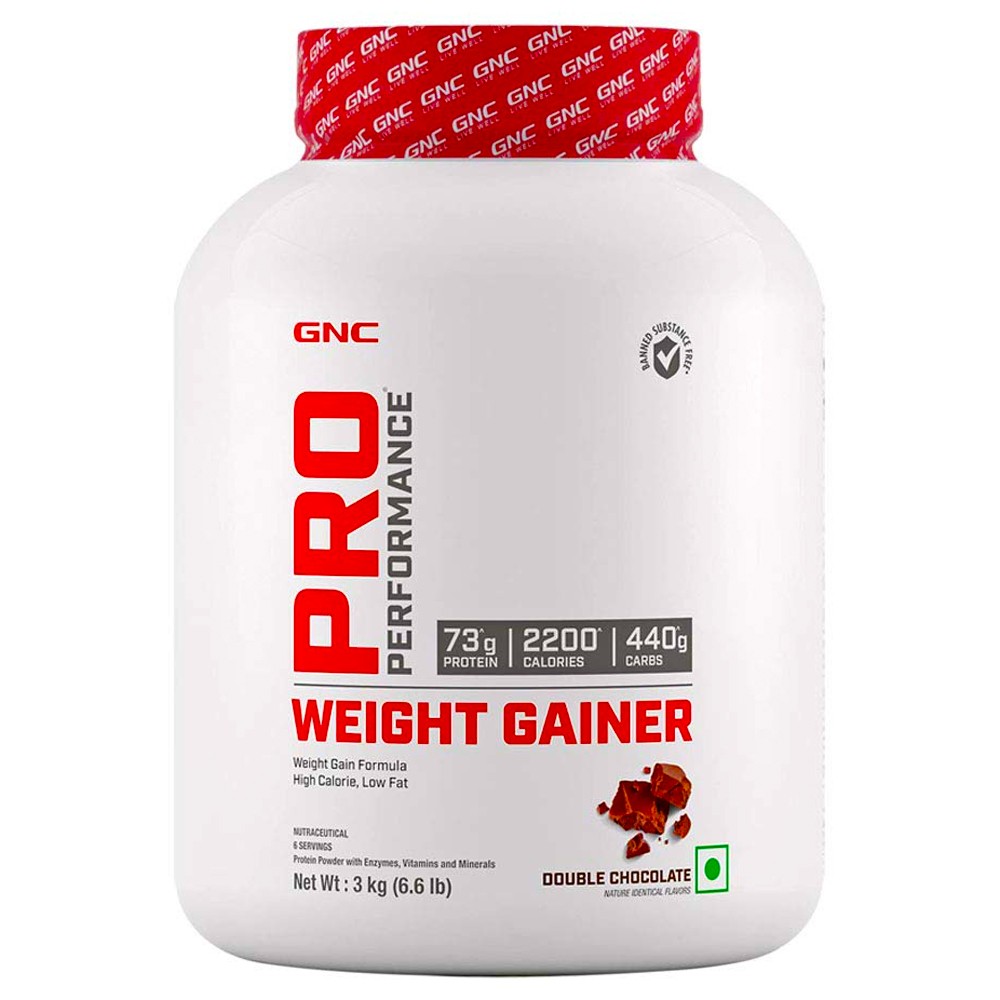 GNC LIVE WELL
GNC
BANNED SUBSTANCE FREE•
PRO
PERFORMANCE®
73^g | 2200^ | 440^g
PROTEIN CALORIES CARBS
WEIGHT GAINER
Weight Gain Formula
High Calorie, Low Fat
NUTRACEUTICAL
6 SERVINGS
Protein Powder with Enzymes, Vitamins and Minerals
Net Wt : 3 kg (6.6 lb)
DOUBLE CHOCOLATE
NATURE IDENTICAL FLAVORS